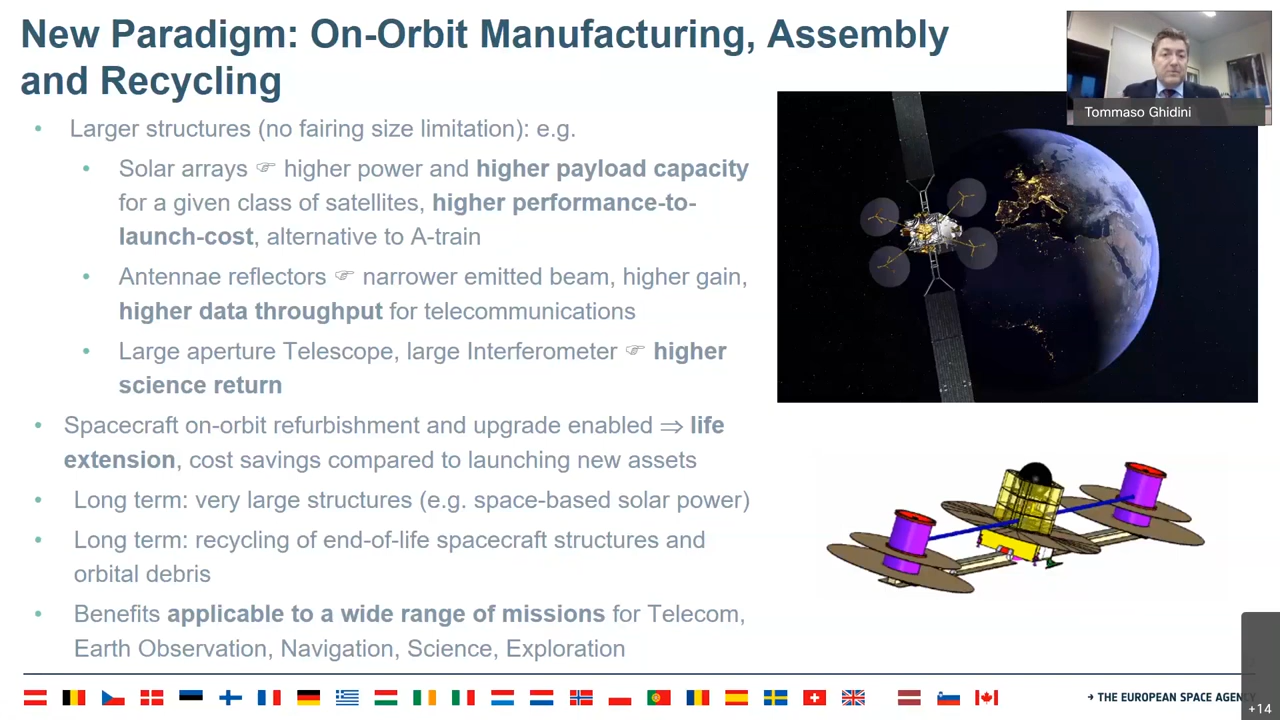 New Paradigm: On-Orbit Manufacturing, Assembly
and Recycling
Tommaso Ghidini
• Larger structures (no fairing size limitation): e.g.
• Solar arrays ☞ higher power and higher payload capacity
for a given class of satellites, higher performance-to-
launch-cost, alternative to A-train
• Antennae reflectors ☞ narrower emitted beam, higher gain,
higher data throughput for telecommunications
• Large aperture Telescope, large Interferometer ☞ higher
science return
• Spacecraft on-orbit refurbishment and upgrade enabled ⇒ life
extension, cost savings compared to launching new assets
• Long term: very large structures (e.g. space-based solar power)
• Long term: recycling of end-of-life spacecraft structures and
orbital debris
• Benefits applicable to a wide range of missions for Telecom,
Earth Observation, Navigation, Science, Exploration
→ THE EUROPEAN SPACE AGENCY
+14